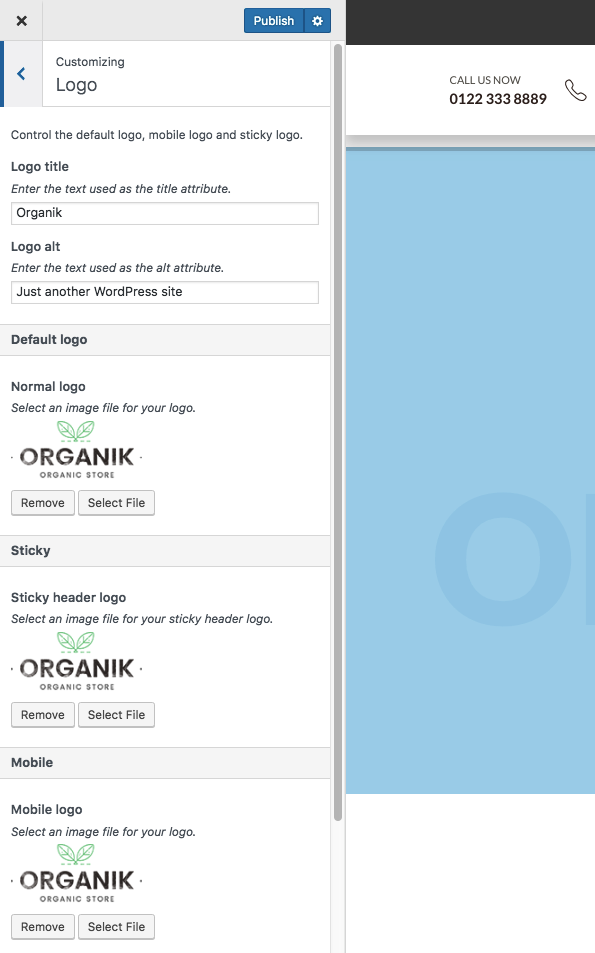 Publish
Customizing
Logo
Control the default logo, mobile logo and sticky logo.
Logo title
Enter the text used as the title attribute.
Organik
Logo alt
Enter the text used as the alt attribute.
Just another WordPress site
Default logo
Normal logo
Select an image file for your logo.
· ORGANIK ·
ORGANIC STORE
Remove Select File
Sticky
Sticky header logo
Select an image file for your sticky header logo.
· ORGANIK ·
ORGANIC STORE
Remove Select File
Mobile
Mobile logo
Select an image file for your logo.
· ORGANIK ·
ORGANIC STORE
Remove Select File
CALL US NOW
0122 333 8889